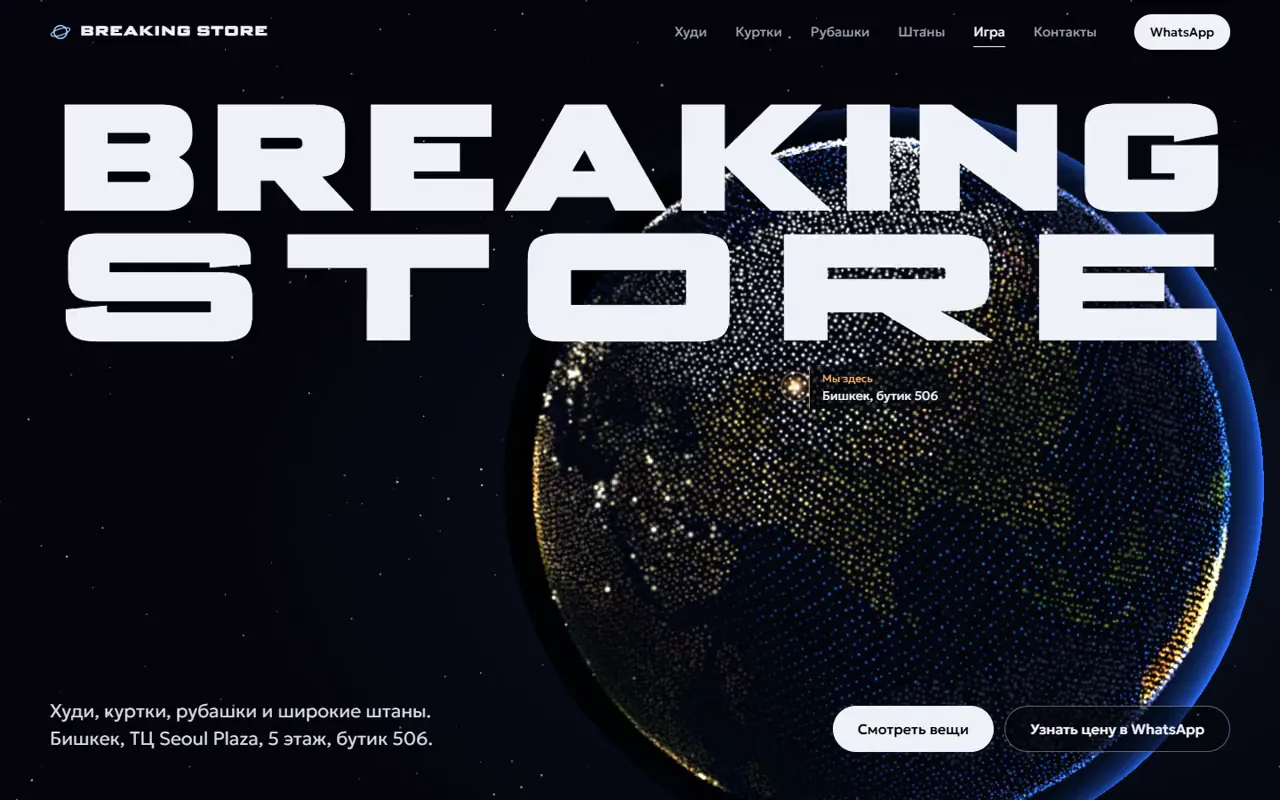 BREAKING STORE
Худи Куртки Рубашки Штаны Игра Контакты WhatsApp
BREAKING
STORE
Мы здесь
Бишкек, бутик 506
Худи, куртки, рубашки и широкие штаны.
Бишкек, ТЦ Seoul Plaza, 5 этаж, бутик 506.
Смотреть вещи Узнать цену в WhatsApp